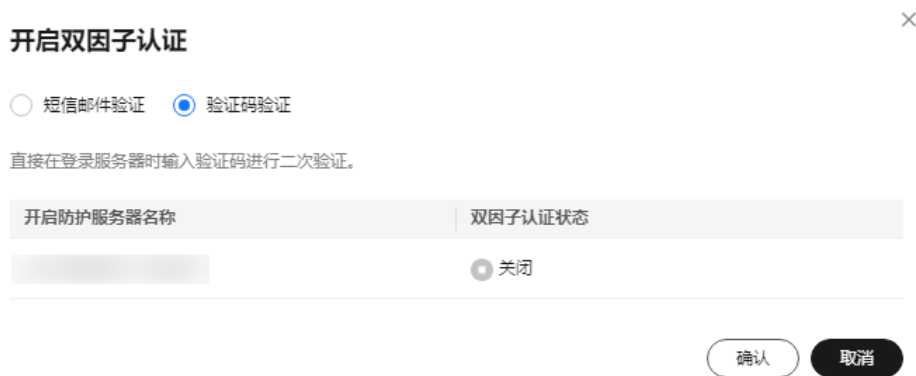 开启双因子认证
短信邮件验证 验证码验证
直接在登录服务器时输入验证码进行二次验证。
开启防护服务器名称 双因子认证状态
关闭
确认 取消